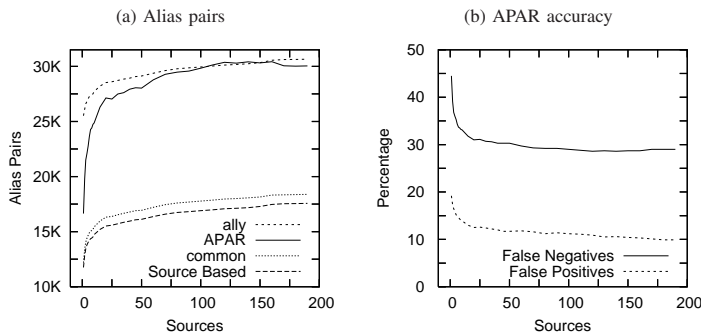 (a) Alias pairs
30K
25K
20K
15K
10K
Alias Pairs
ally
APAR
common
Source Based
0 50 100 150 200
Sources
(b) APAR accuracy
50
40
30
20
10
0
Percentage
False Negatives
False Positives
0 50 100 150 200
Sources